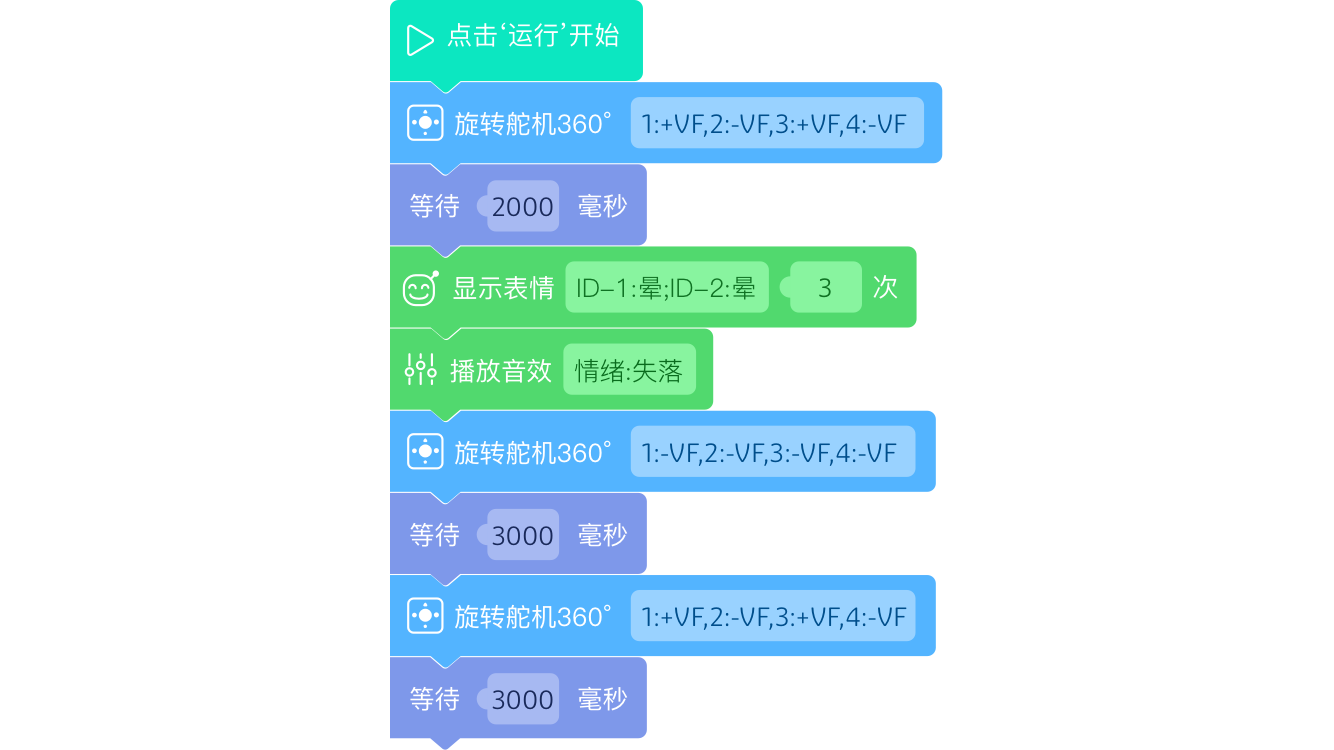 点击‘运行’开始
旋转舵机360° 1:+VF,2:-VF,3:+VF,4:-VF
等待 2000 毫秒
显示表情 ID-1:晕;ID-2:晕 3 次
播放音效 情绪:失落
旋转舵机360° 1:-VF,2:-VF,3:-VF,4:-VF
等待 3000 毫秒
旋转舵机360° 1:+VF,2:-VF,3:+VF,4:-VF
等待 3000 毫秒